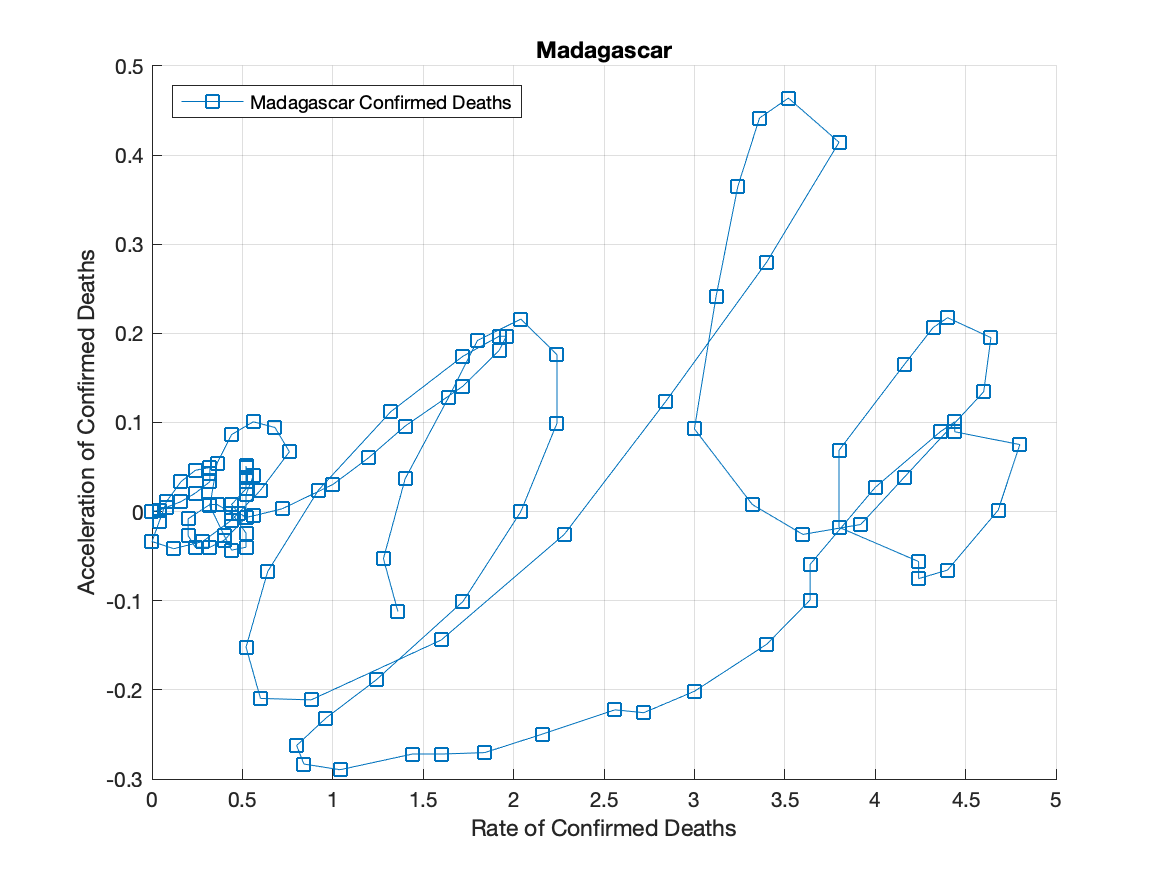 Madagascar
Madagascar Confirmed Deaths
Acceleration of Confirmed Deaths
0.5
0.4
0.3
0.2
0.1
0
-0.1
-0.2
-0.3
0 0.5 1 1.5 2 2.5 3 3.5 4 4.5 5
Rate of Confirmed Deaths